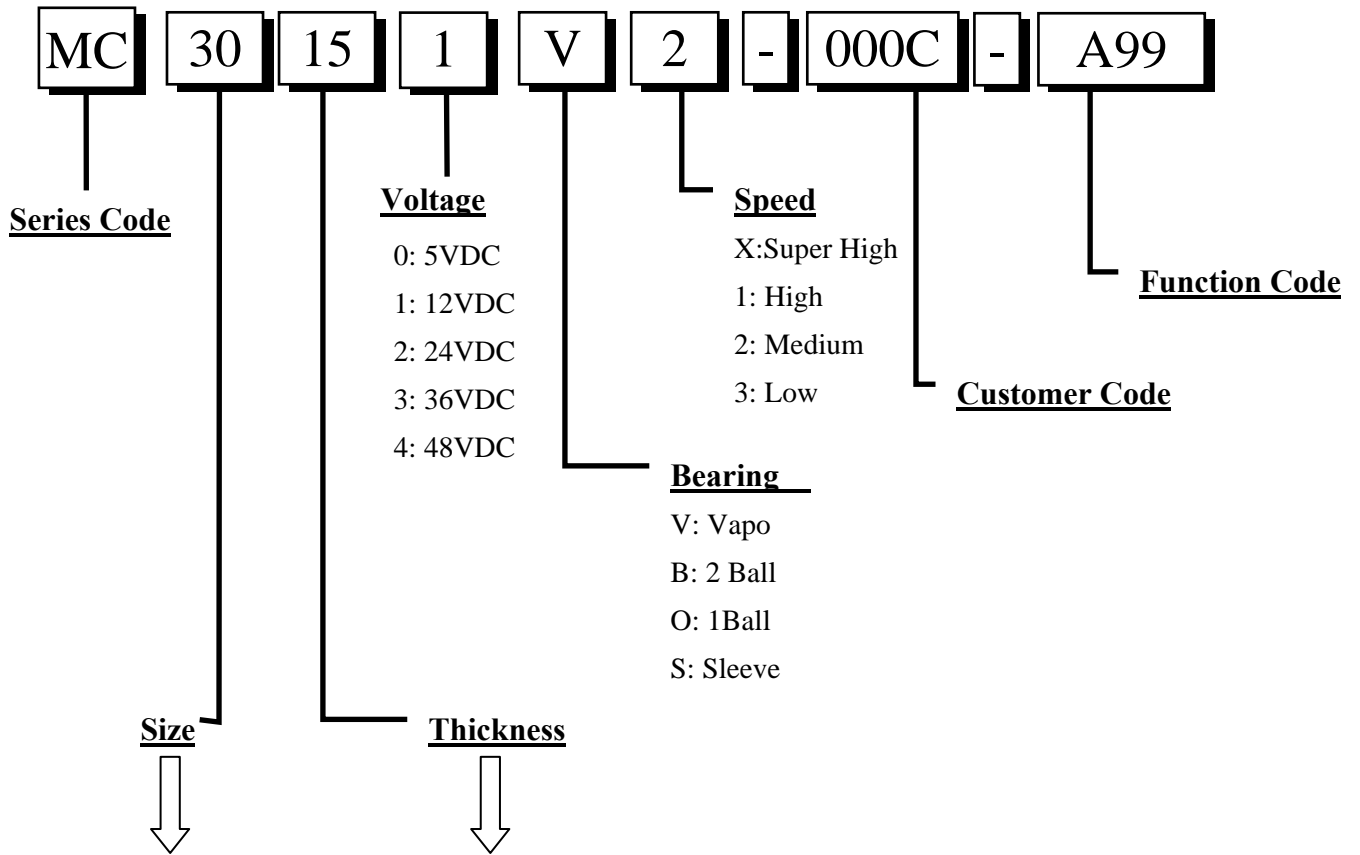 MC 30 15 1 V 2 - 000C - A99
Series Code
Voltage
0: 5VDC
1: 12VDC
2: 24VDC
3: 36VDC
4: 48VDC
Speed
X:Super High
1: High
2: Medium
3: Low
Function Code
Customer Code
Bearing
V: Vapo
B: 2 Ball
O: 1Ball
S: Sleeve
Size
Thickness